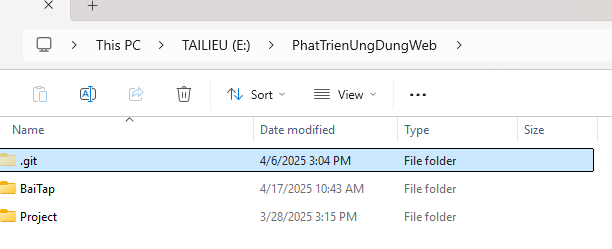 This PC > TAILIEU (E:) > PhatTrienUngDungWeb >
Sort View ...
Name Date modified Type Size
.git 4/6/2025 3:04 PM File folder
BaiTap 4/17/2025 10:43 AM File folder
Project 3/28/2025 3:15 PM File folder